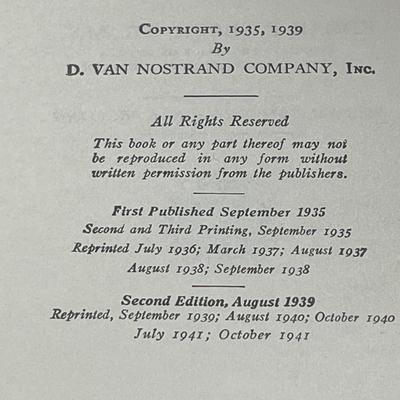 COPYRIGHT, 1935, 1939
By
D. VAN NOSTRAND COMPANY, INC.
All Rights Reserved
This book or any part thereof may not
be reproduced in any form without
written permission from the publishers.
First Published September 1935
Second and Third Printing, September 1935
Reprinted July 1936; March 1937; August 1937
August 1938; September 1938
Second Edition, August 1939
Reprinted, September 1939; August 1940; October 1940
July 1941; October 1941